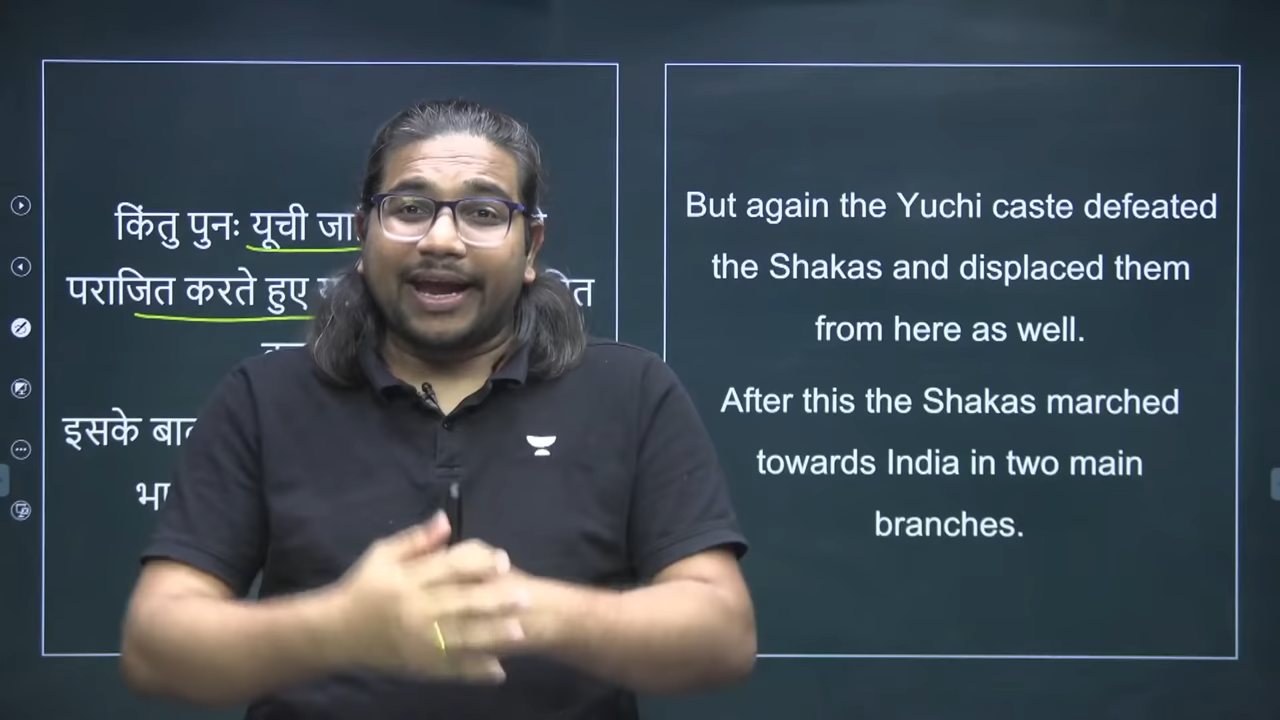 किंतु पुनः यूची
पराजित करते हुए
इसके
But again the Yuchi caste defeated
the Shakas and displaced them
from here as well.
After this the Shakas marched
towards India in two main
branches.